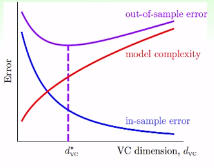 out-of-sample error
model complexity
Error
in-sample error
d*VC
VC dimension, dVC